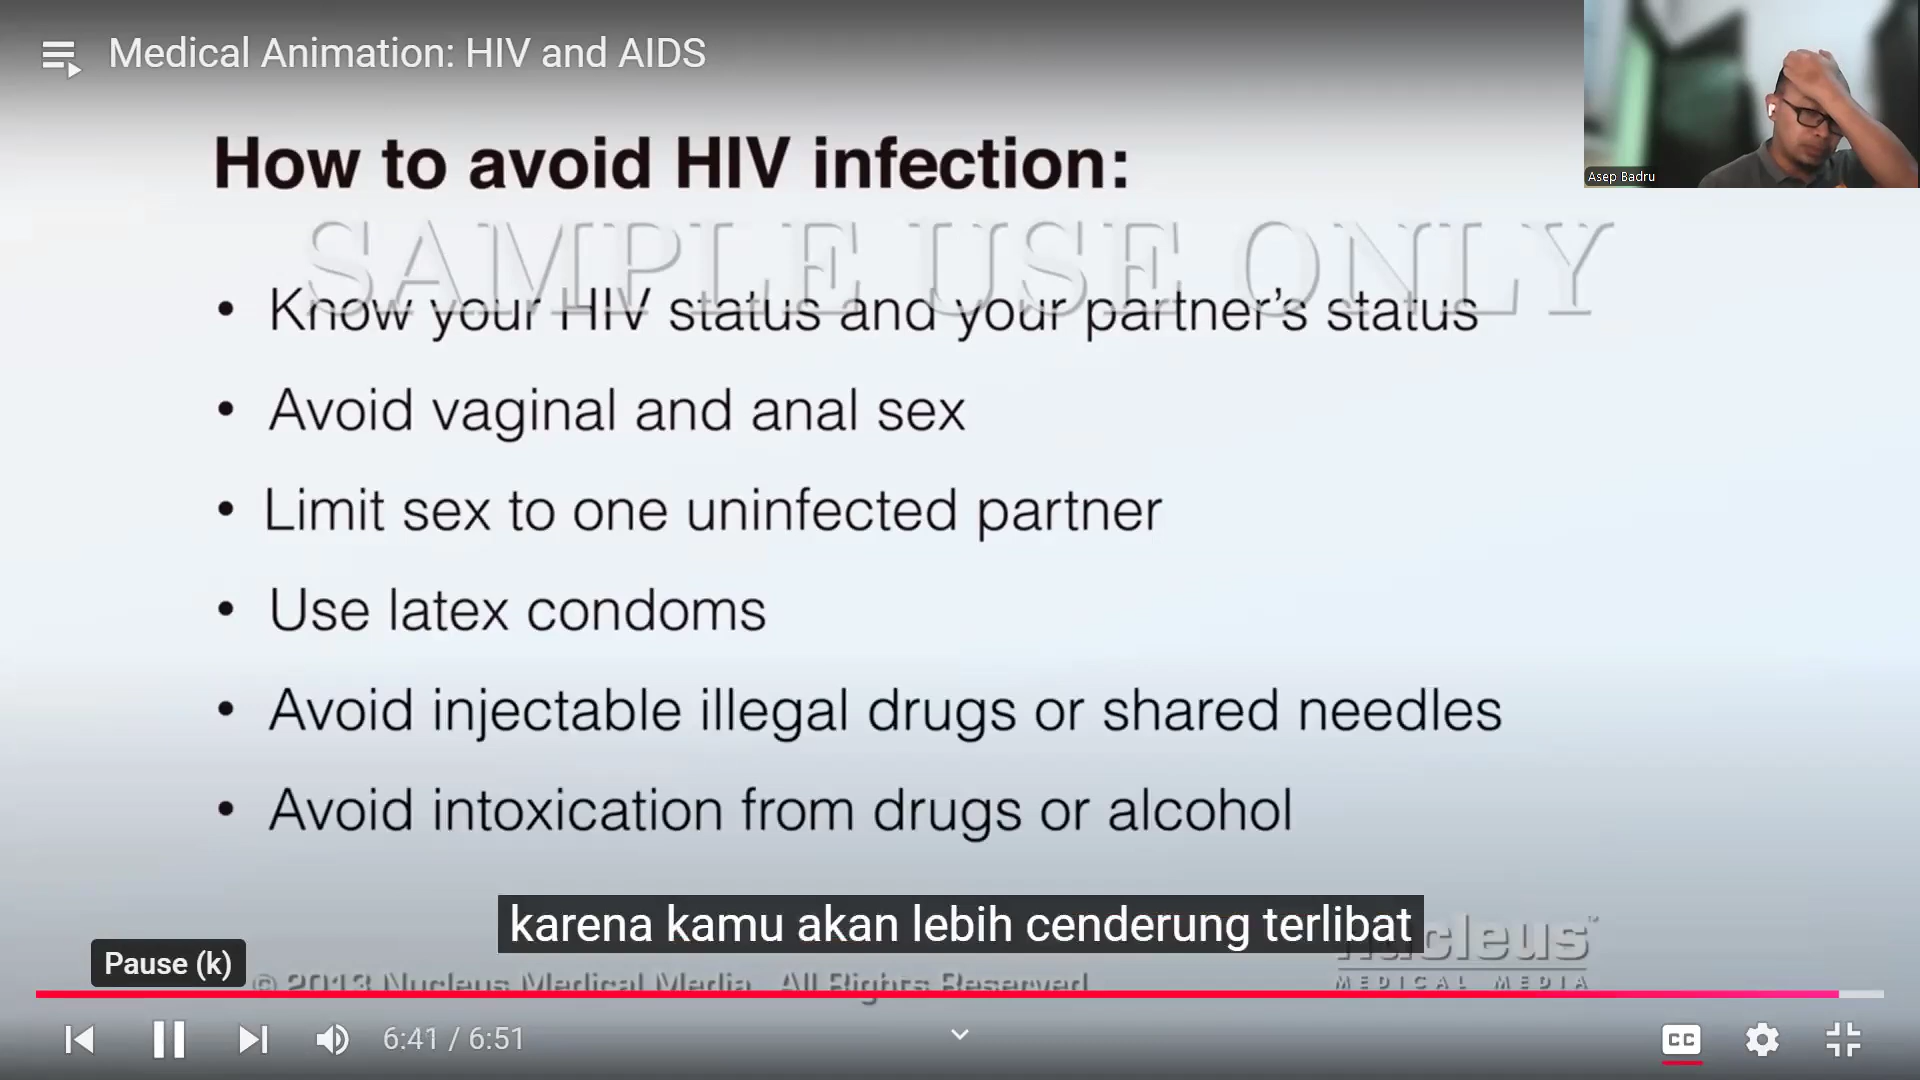 Medical Animation: HIV and AIDS
Asep Badru
How to avoid HIV infection:
SAMPLE USE ONLY
• Know your HIV status and your partner's status
• Avoid vaginal and anal sex
• Limit sex to one uninfected partner
• Use latex condoms
• Avoid injectable illegal drugs or shared needles
• Avoid intoxication from drugs or alcohol
karena kamu akan lebih cenderung terlibat
nucleus
MEDICAL MEDIA
Pause (k)
© 2013 Nucleus Medical Media. All Rights Reserved
6:41 / 6:51
CC